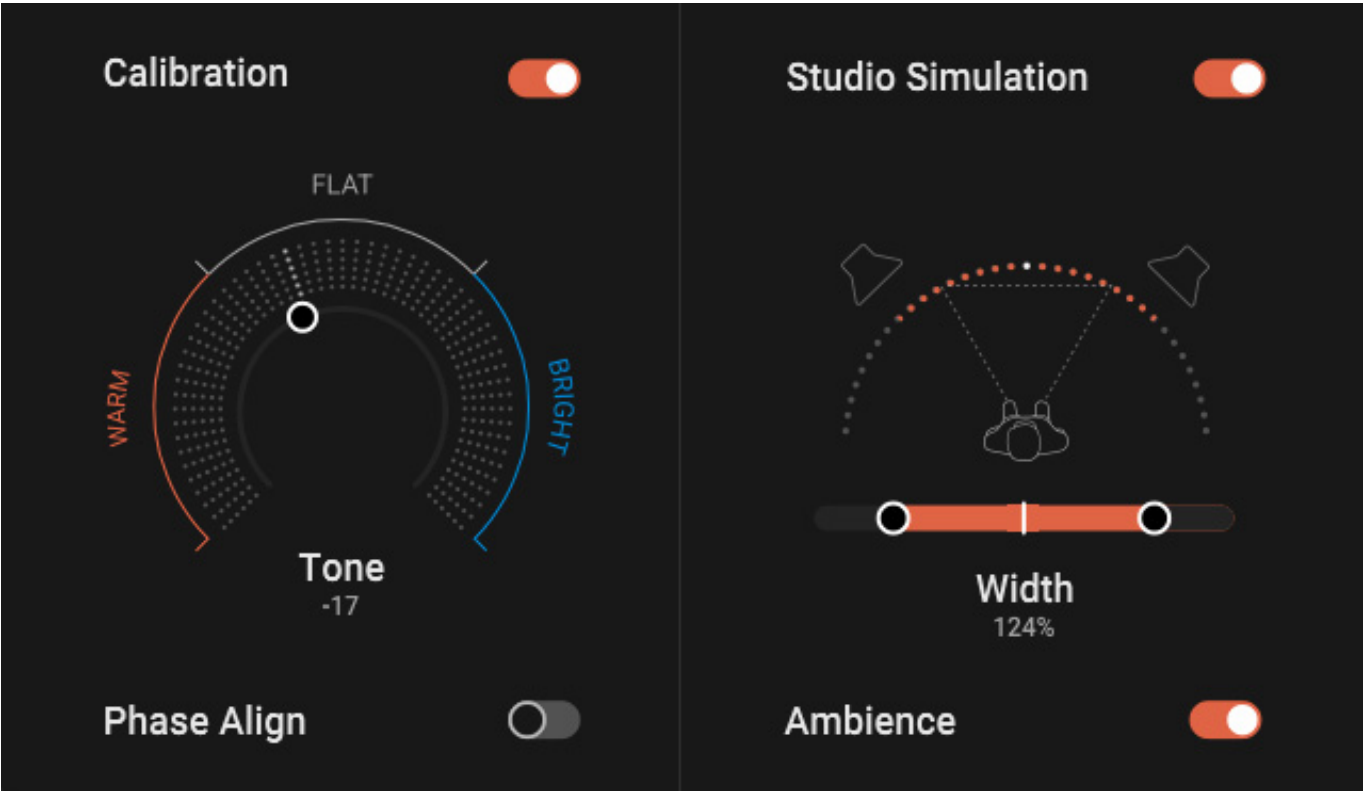 Calibration
FLAT
WARM
BRIGHT
Tone
-17
Phase Align
Studio Simulation
Width
124%
Ambience